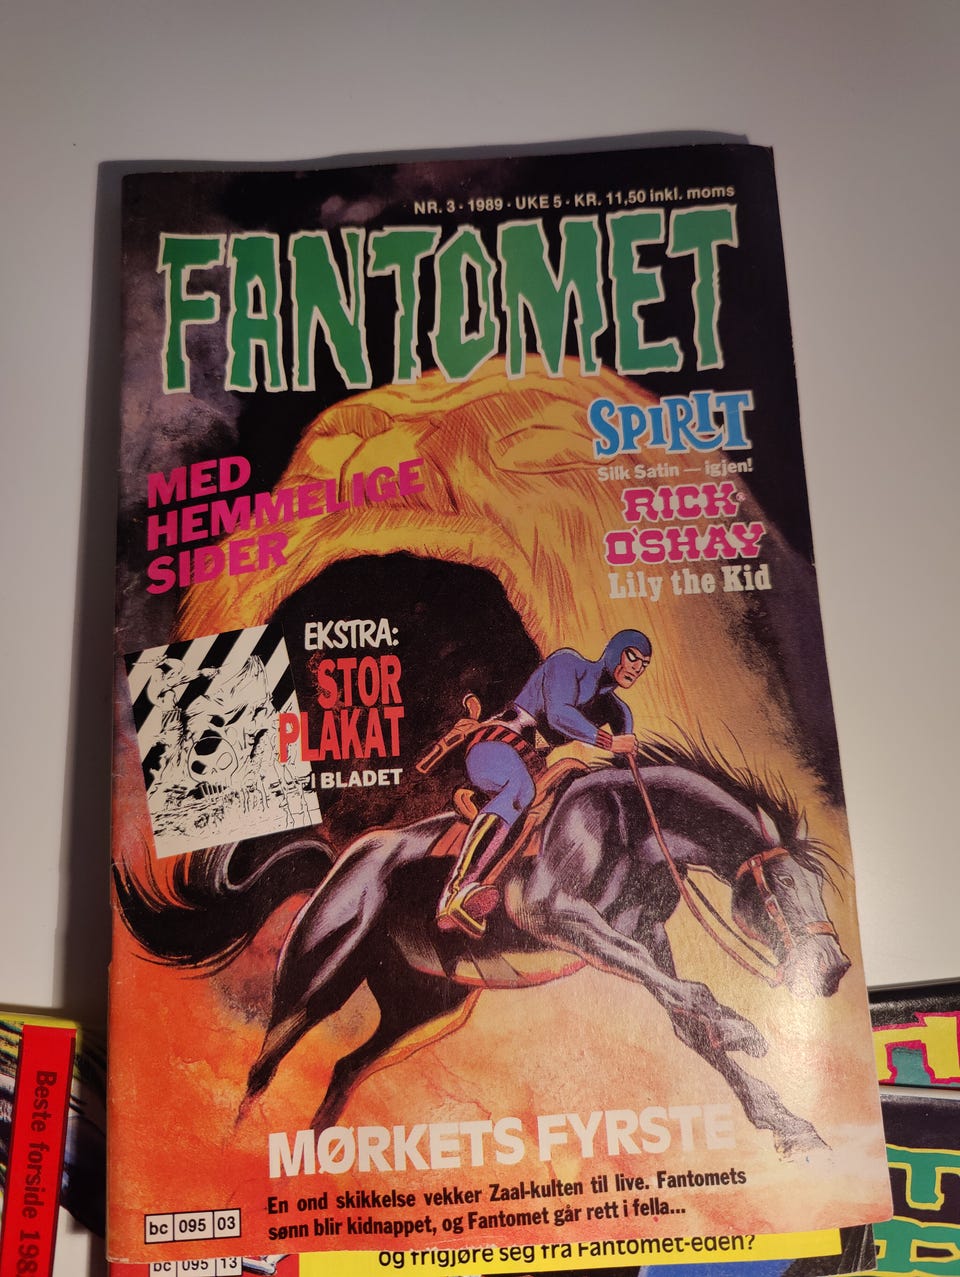 NR. 3 · 1989 · UKE 5 · KR. 11,50 inkl. moms
FANTOMET
SPIRIT
Silk Satin — igjen!
RICK
O'SHAY
Lily the Kid
MED
HEMMELIGE
SIDER
EKSTRA:
STOR
PLAKAT
I BLADET
MØRKETS FYRSTE
En ond skikkelse vekker Zaal-kulten til live. Fantomets
sønn blir kidnappet, og Fantomet går rett i fella...
bc 095 03
bc 095 13
og frigjøre seg fra Fantomet-eden?
Beste forside 198